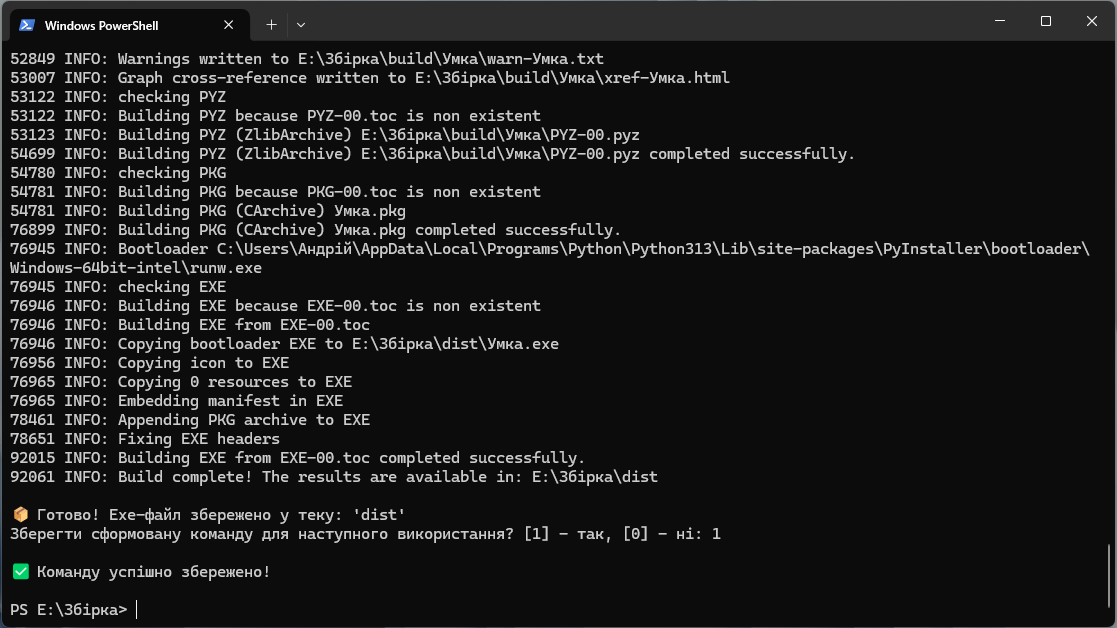 Windows PowerShell
52849 INFO: Warnings written to E:\Збірка\build\Умка\warn-Умка.txt
53007 INFO: Graph cross-reference written to E:\Збірка\build\Умка\xref-Умка.html
53122 INFO: checking PYZ
53122 INFO: Building PYZ because PYZ-00.toc is non existent
53123 INFO: Building PYZ (ZlibArchive) E:\Збірка\build\Умка\PYZ-00.pyz
54699 INFO: Building PYZ (ZlibArchive) E:\Збірка\build\Умка\PYZ-00.pyz completed successfully.
54780 INFO: checking PKG
54781 INFO: Building PKG because PKG-00.toc is non existent
54781 INFO: Building PKG (CArchive) Умка.pkg
76899 INFO: Building PKG (CArchive) Умка.pkg completed successfully.
76945 INFO: Bootloader C:\Users\Андрій\AppData\Local\Programs\Python\Python313\Lib\site-packages\PyInstaller\bootloader\
Windows-64bit-intel\runw.exe
76945 INFO: checking EXE
76946 INFO: Building EXE because EXE-00.toc is non existent
76946 INFO: Building EXE from EXE-00.toc
76946 INFO: Copying bootloader EXE to E:\Збірка\dist\Умка.exe
76956 INFO: Copying icon to EXE
76965 INFO: Copying 0 resources to EXE
76965 INFO: Embedding manifest in EXE
78461 INFO: Appending PKG archive to EXE
78651 INFO: Fixing EXE headers
92015 INFO: Building EXE from EXE-00.toc completed successfully.
92061 INFO: Build complete! The results are available in: E:\Збірка\dist
📦 Готово! Exe-файл збережено у теку: 'dist'
Зберегти сформовану команду для наступного використання? [1] - так, [0] - ні: 1
✅ Команду успішно збережено!
PS E:\Збірка>